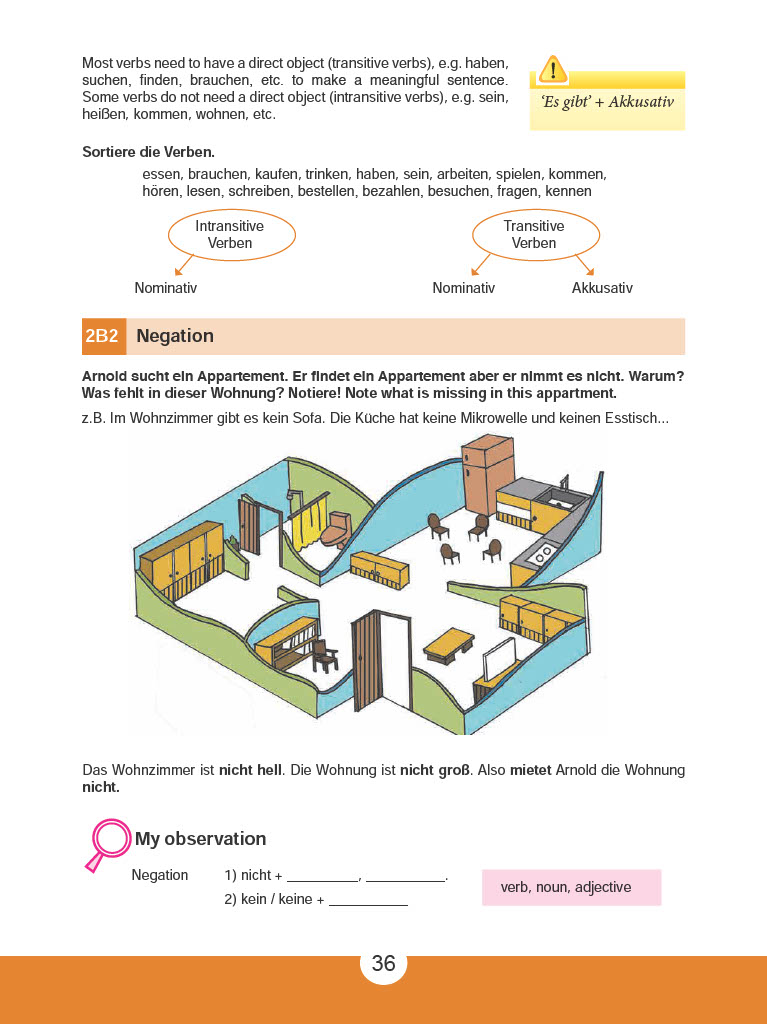 Most verbs need to have a direct object (transitive verbs), e.g. haben,
suchen, finden, brauchen, etc. to make a meaningful sentence.
Some verbs do not need a direct object (intransitive verbs), e.g. sein,
heißen, kommen, wohnen, etc.
!
‘Es gibt’ + Akkusativ
Sortiere die Verben.
essen, brauchen, kaufen, trinken, haben, sein, arbeiten, spielen, kommen,
hören, lesen, schreiben, bestellen, bezahlen, besuchen, fragen, kennen
Intransitive
Verben
Transitive
Verben
Nominativ
Nominativ
Akkusativ
2B2 Negation
Arnold sucht ein Appartement. Er findet ein Appartement aber er nimmt es nicht. Warum?
Was fehlt in dieser Wohnung? Notiere! Note what is missing in this appartment.
z.B. Im Wohnzimmer gibt es kein Sofa. Die Küche hat keine Mikrowelle und keinen Esstisch...
Das Wohnzimmer ist nicht hell. Die Wohnung ist nicht groß. Also mietet Arnold die Wohnung
nicht.
My observation
Negation 1) nicht + _________, __________.
2) kein / keine + __________
verb, noun, adjective
36